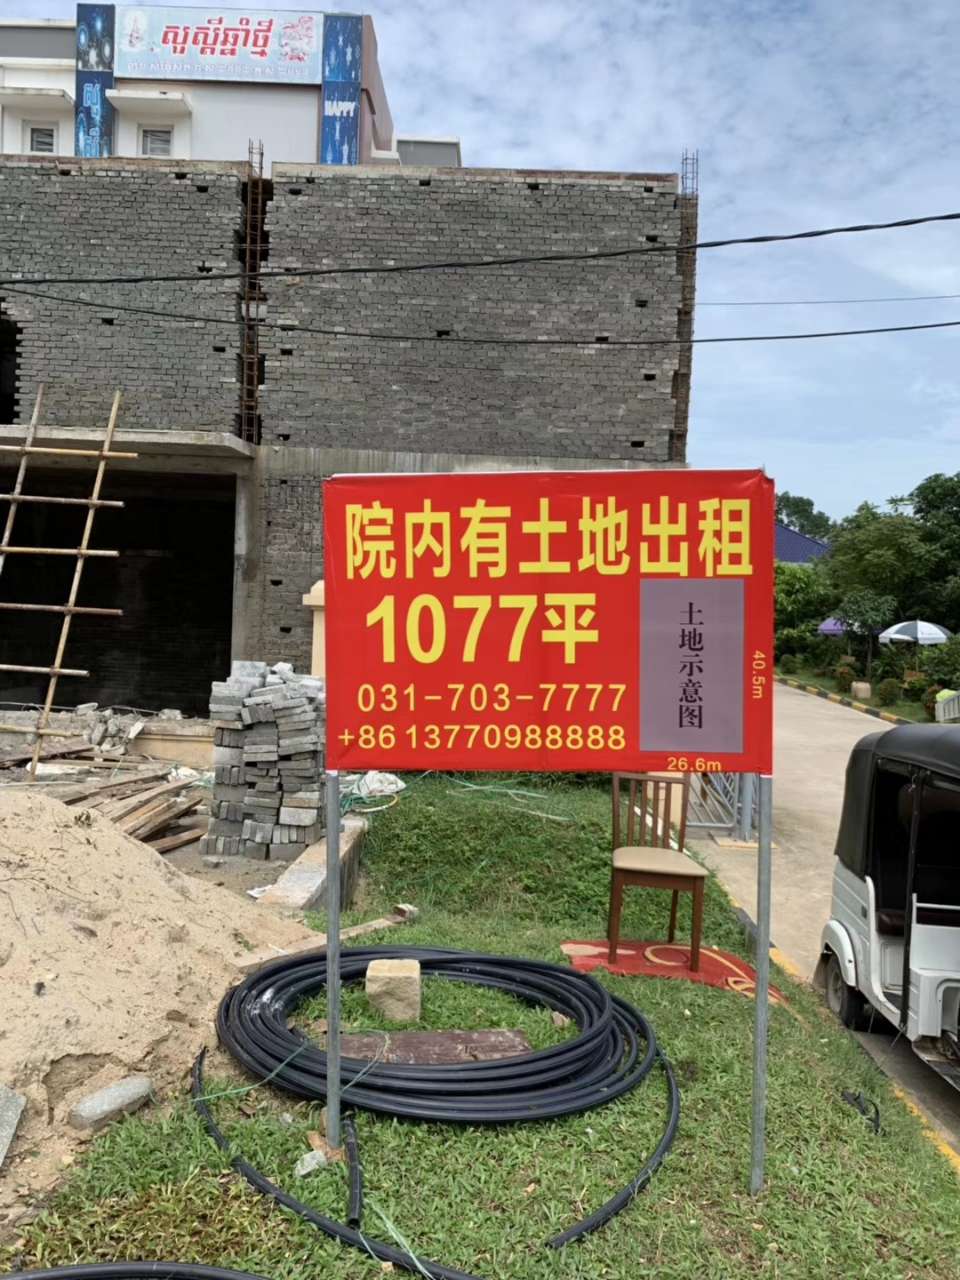 សួស្តីឆ្នាំថ្មី
HAPPY
院内有土地出租
1077平
031-703-7777
+86 13770988888
土地示意图
40.5m
26.6m